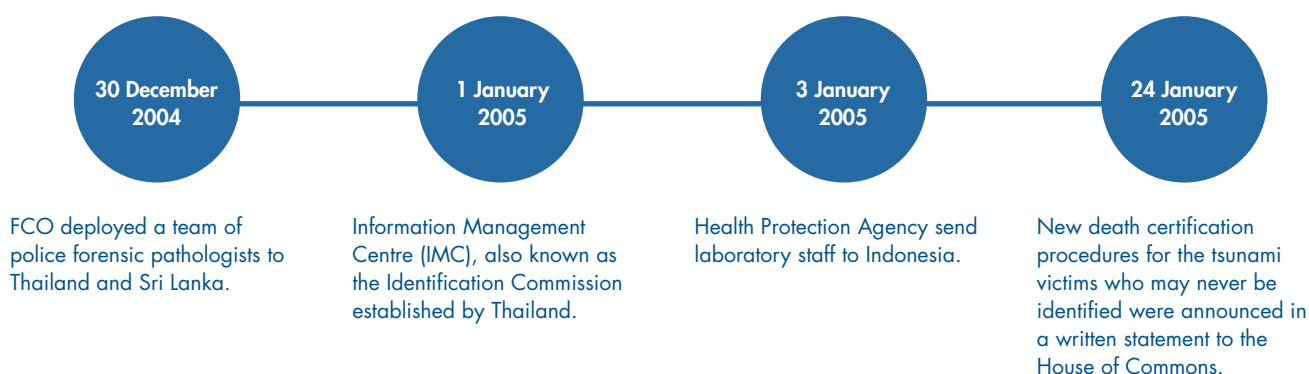 30 December
2004
1 January
2005
3 January
2005
24 January
2005
FCO deployed a team of
police forensic pathologists to
Thailand and Sri Lanka.
Information Management
Centre (IMC), also known as
the Identification Commission
established by Thailand.
Health Protection Agency send
laboratory staff to Indonesia.
New death certification
procedures for the tsunami
victims who may never be
identified were announced in
a written statement to the
House of Commons.